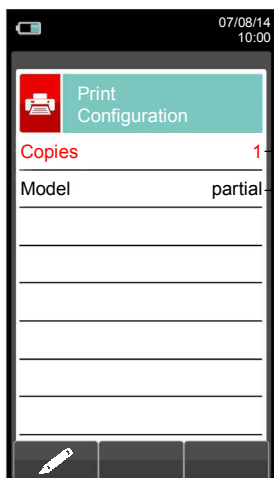 07/08/14
10:00
Print
Configuration
Copies 1
Model partial